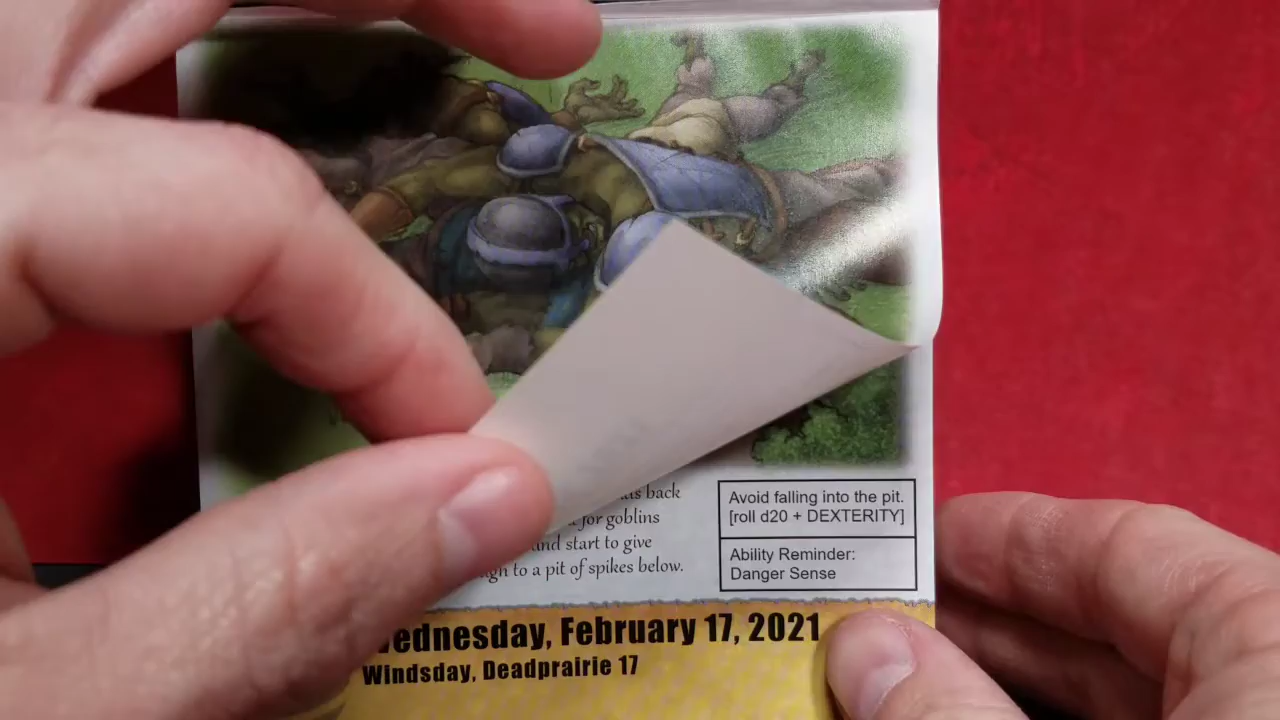 back
for goblins
and start to give
to a pit of spikes below.
Avoid falling into the pit.
[roll d20 + DEXTERITY]
Ability Reminder:
Danger Sense
Wednesday, February 17, 2021
Windsday, Deadprairie 17